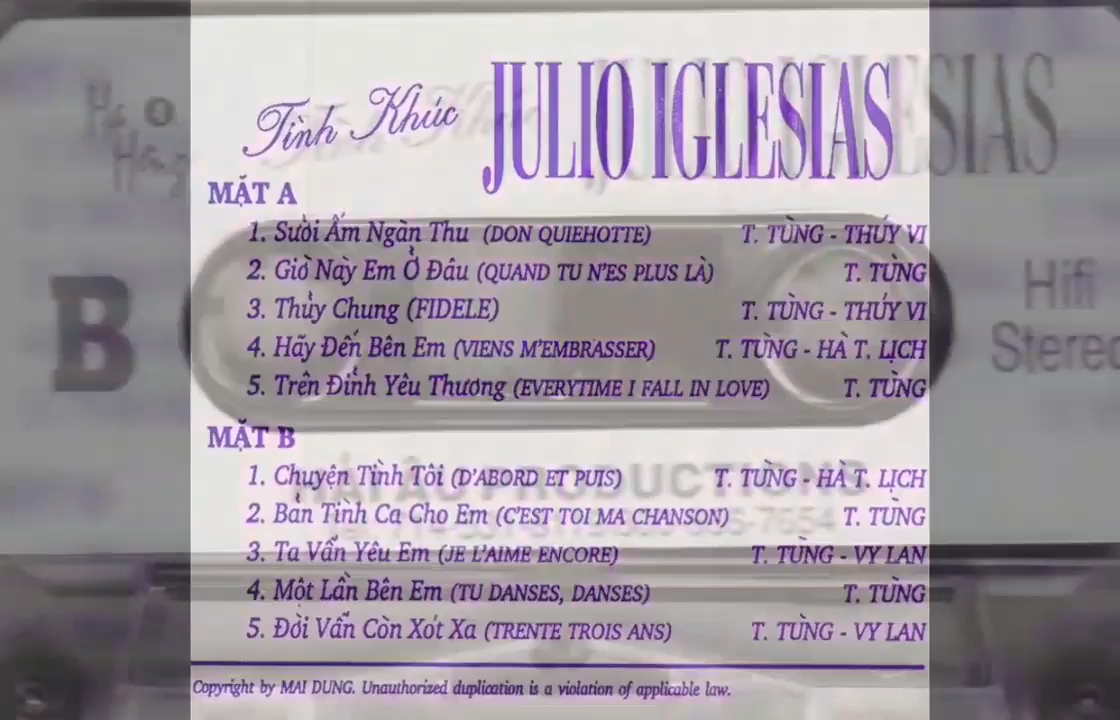 Tình Khúc JULIO IGLESIAS
MẶT A
1. Sưởi Ấm Ngàn Thu (DON QUIEHOTTE) T. TÙNG - THÚY VI
2. Giờ Này Em Ở Đâu (QUAND TU N'ES PLUS LÀ) T. TÙNG
3. Thủy Chung (FIDELE) T. TÙNG - THÚY VI
4. Hãy Đến Bên Em (VIENS M'EMBRASSER) T. TÙNG - HÀ T. LỊCH
5. Trên Đỉnh Yêu Thương (EVERYTIME I FALL IN LOVE) T. TÙNG
MẶT B
1. Chuyện Tình Tôi (D'ABORD ET PUIS) T. TÙNG - HÀ T. LỊCH
2. Bản Tình Ca Cho Em (C'EST TOI MA CHANSON) T. TÙNG
3. Ta Vẫn Yêu Em (JE L'AIME ENCORE) T. TÙNG - VY LAN
4. Một Lần Bên Em (TU DANSES, DANSES) T. TÙNG
5. Đời Vẫn Còn Xót Xa (TRENTE TROIS ANS) T. TÙNG - VY LAN
Copyright by MAI DUNG. Unauthorized duplication is a violation of applicable law.
B
Hifi
Stereo